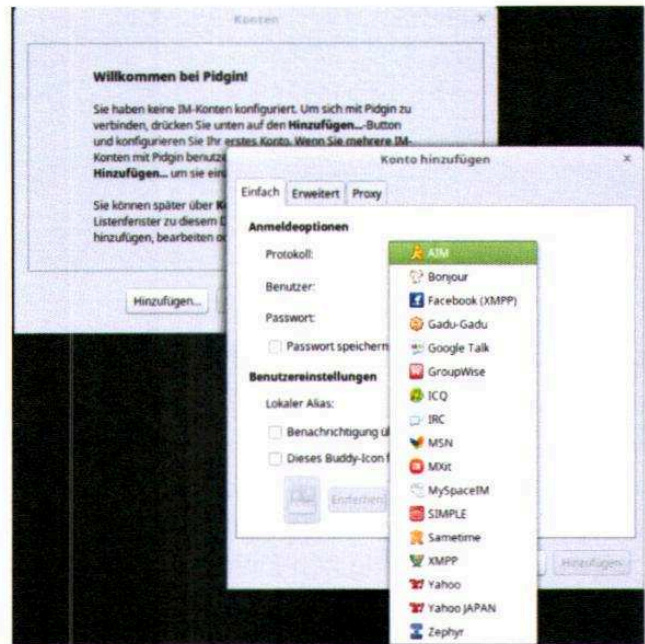 Konten
Willkommen bei Pidgin!
Sie haben keine IM-Konten konfiguriert. Um sich mit Pidgin zu
verbinden, drücken Sie unten auf den Hinzufügen...-Button
und konfigurieren Sie Ihr erstes Konto. Wenn Sie mehrere IM-
Konten mit Pidgin
Hinzufügen... um sie
Sie können später über
Listenfenster zu diesem
hinzufügen, bearbeiten
Hinzufügen...
Konto hinzufügen
Einfach Erweitert Proxy
Anmeldeoptionen
Protokoll:
Benutzer:
Passwort:
Passwort speichern
Benutzereinstellungen
Lokaler Alias:
Benachrichtigung
Dieses Buddy-Icon
Entfernen
AIM
Bonjour
Facebook (XMPP)
Gadu-Gadu
Google Talk
GroupWise
ICQ
IRC
MSN
MXit
MySpaceIM
SIMPLE
Sametime
XMPP
Yahoo
Yahoo JAPAN
Zephyr
Hinzufügen